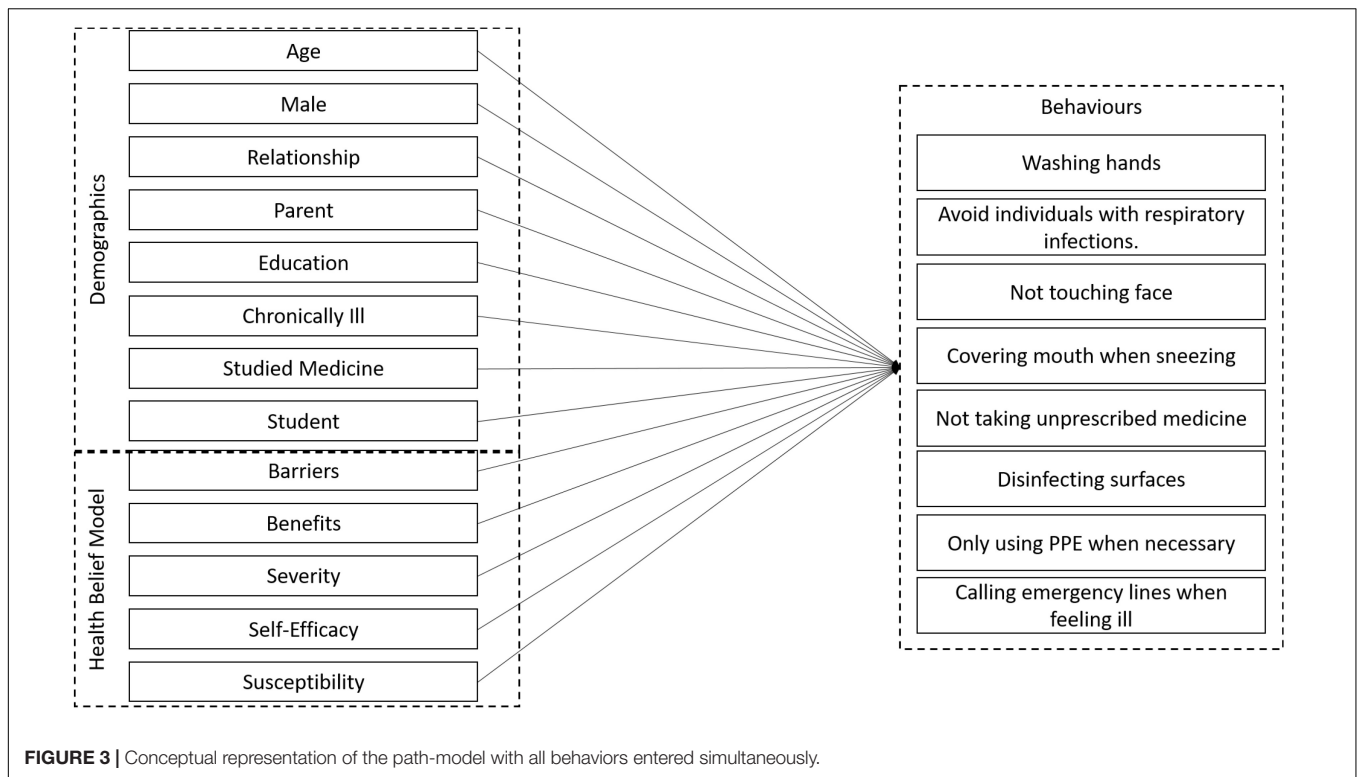 Demographics
Age
Male
Relationship
Parent
Education
Chronically Ill
Studied Medicine
Student
Health Belief Model
Barriers
Benefits
Severity
Self-Efficacy
Susceptibility
Behaviours
Washing hands
Avoid individuals with respiratory
infections.
Not touching face
Covering mouth when sneezing
Not taking unprescribed medicine
Disinfecting surfaces
Only using PPE when necessary
Calling emergency lines when
feeling ill
FIGURE 3 | Conceptual representation of the path-model with all behaviors entered simultaneously.